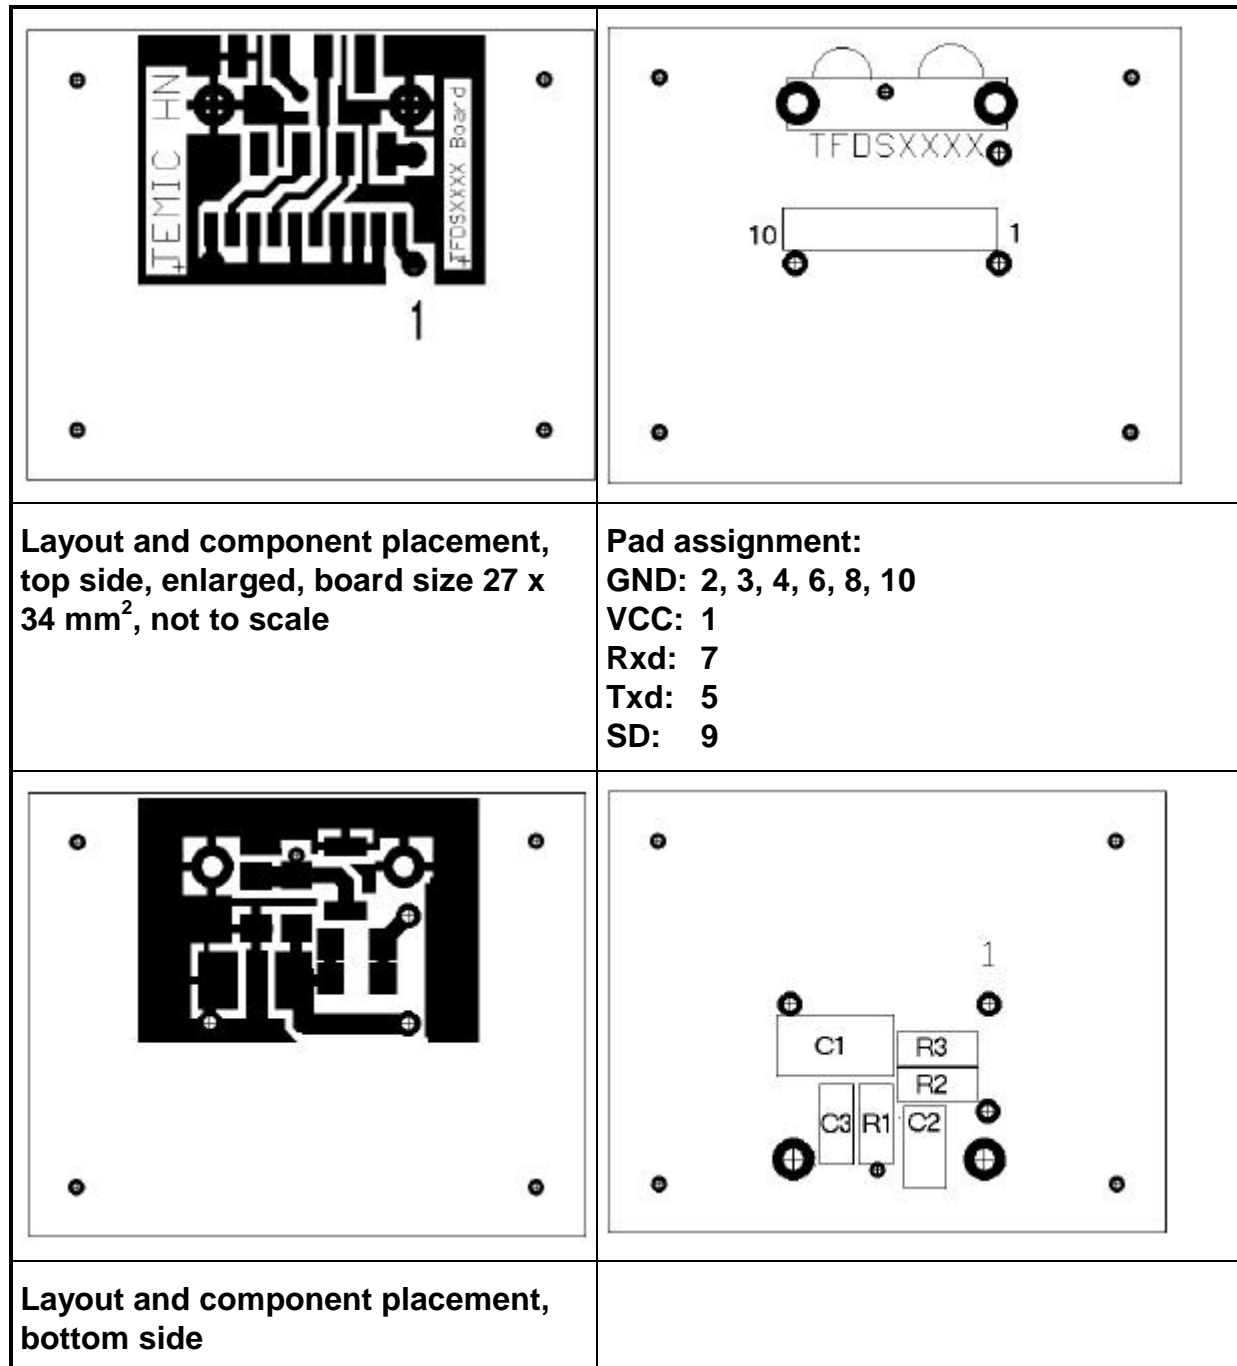 TEMIC HN
TFDSXXXX Board
1
TFDSXXXX
10
1
Layout and component placement,
top side, enlarged, board size 27 x
34 mm², not to scale
Pad assignment:
GND: 2, 3, 4, 6, 8, 10
VCC: 1
Rxd: 7
Txd: 5
SD: 9
1
C1
R3
R2
C3
R1
C2
Layout and component placement,
bottom side